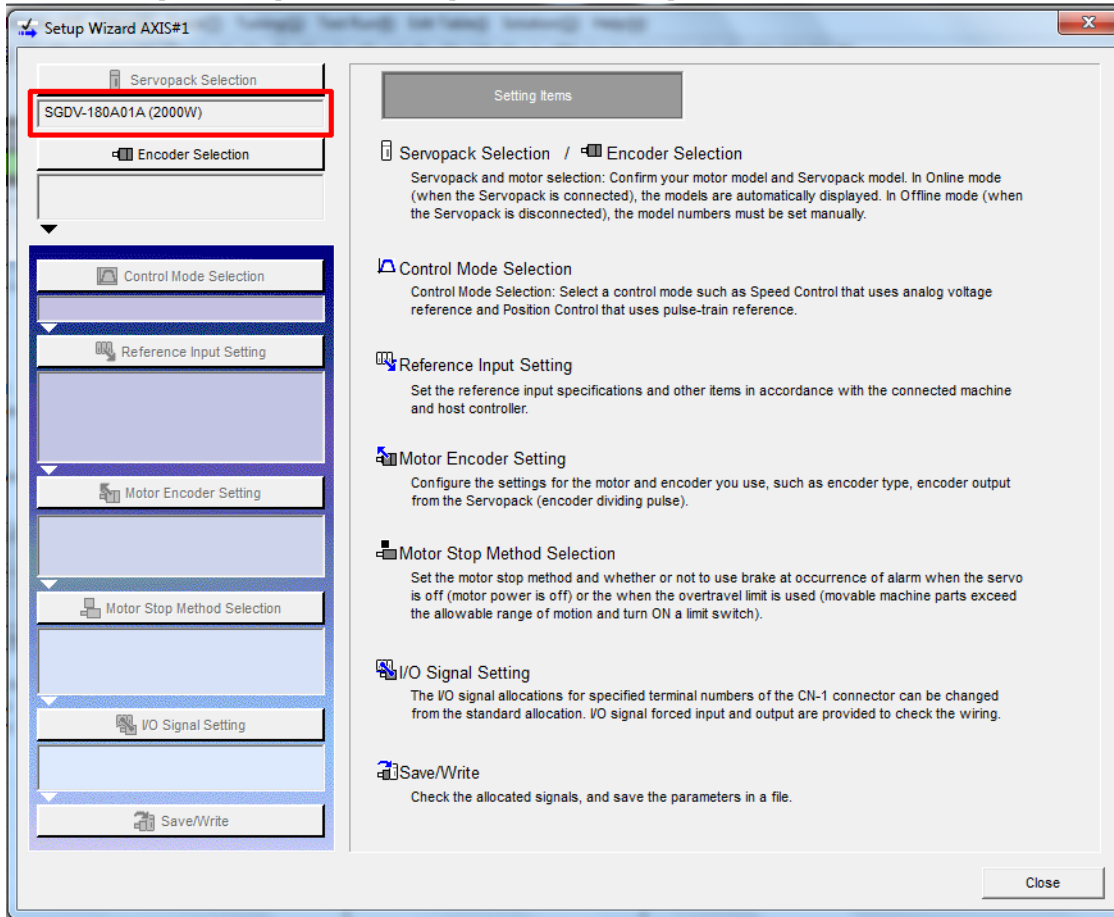 Setup Wizard AXIS#1
Servopack Selection
SGDV-180A01A (2000W)
Encoder Selection
Control Mode Selection
Reference Input Setting
Motor Encoder Setting
Motor Stop Method Selection
I/O Signal Setting
Save/Write
Setting Items
Servopack Selection / Encoder Selection
Servopack and motor selection: Confirm your motor model and Servopack model. In Online mode
(when the Servopack is connected), the models are automatically displayed. In Offline mode (when
the Servopack is disconnected), the model numbers must be set manually.
Control Mode Selection
Control Mode Selection: Select a control mode such as Speed Control that uses analog voltage
reference and Position Control that uses pulse-train reference.
Reference Input Setting
Set the reference input specifications and other items in accordance with the connected machine
and host controller.
Motor Encoder Setting
Configure the settings for the motor and encoder you use, such as encoder type, encoder output
from the Servopack (encoder dividing pulse).
Motor Stop Method Selection
Set the motor stop method and whether or not to use brake at occurrence of alarm when the servo
is off (motor power is off) or the when the overtravel limit is used (movable machine parts exceed
the allowable range of motion and turn ON a limit switch).
I/O Signal Setting
The I/O signal allocations for specified terminal numbers of the CN-1 connector can be changed
from the standard allocation. I/O signal forced input and output are provided to check the wiring.
Save/Write
Check the allocated signals, and save the parameters in a file.
Close